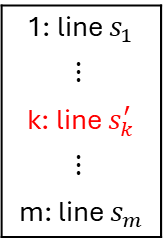 1: line s₁
⋮
k: line s′ₖ
⋮
m: line sₘ